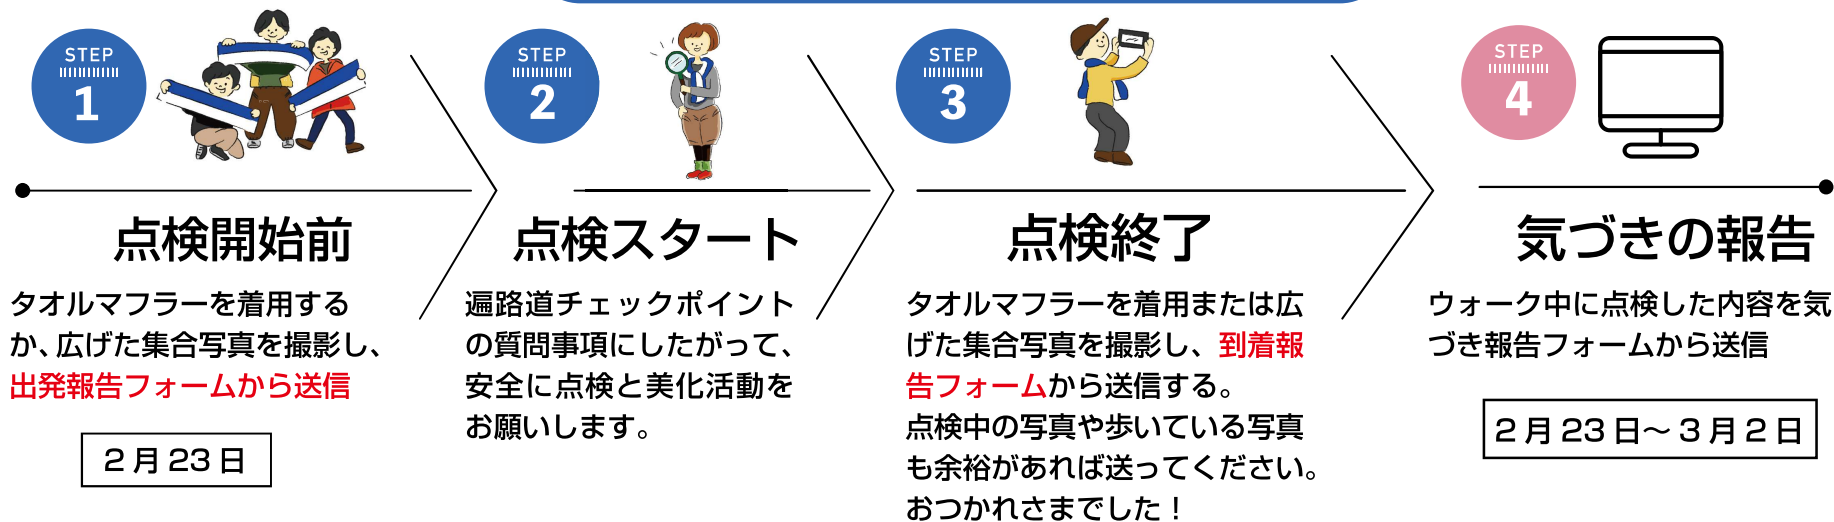 STEP
1
点検開始前
タオルマフラーを着用する
か、広げた集合写真を撮影し、
出発報告フォームから送信
2月23日
STEP
2
点検スタート
遍路道チェックポイント
の質問事項にしたがって、
安全に点検と美化活動を
お願いします。
STEP
3
点検終了
タオルマフラーを着用または広
げた集合写真を撮影し、到着報
告フォームから送信する。
点検中の写真や歩いている写真
も余裕があれば送ってください。
おつかれさまでした！
STEP
4
気づきの報告
ウォーク中に点検した内容を気
づき報告フォームから送信
2月23日～3月2日